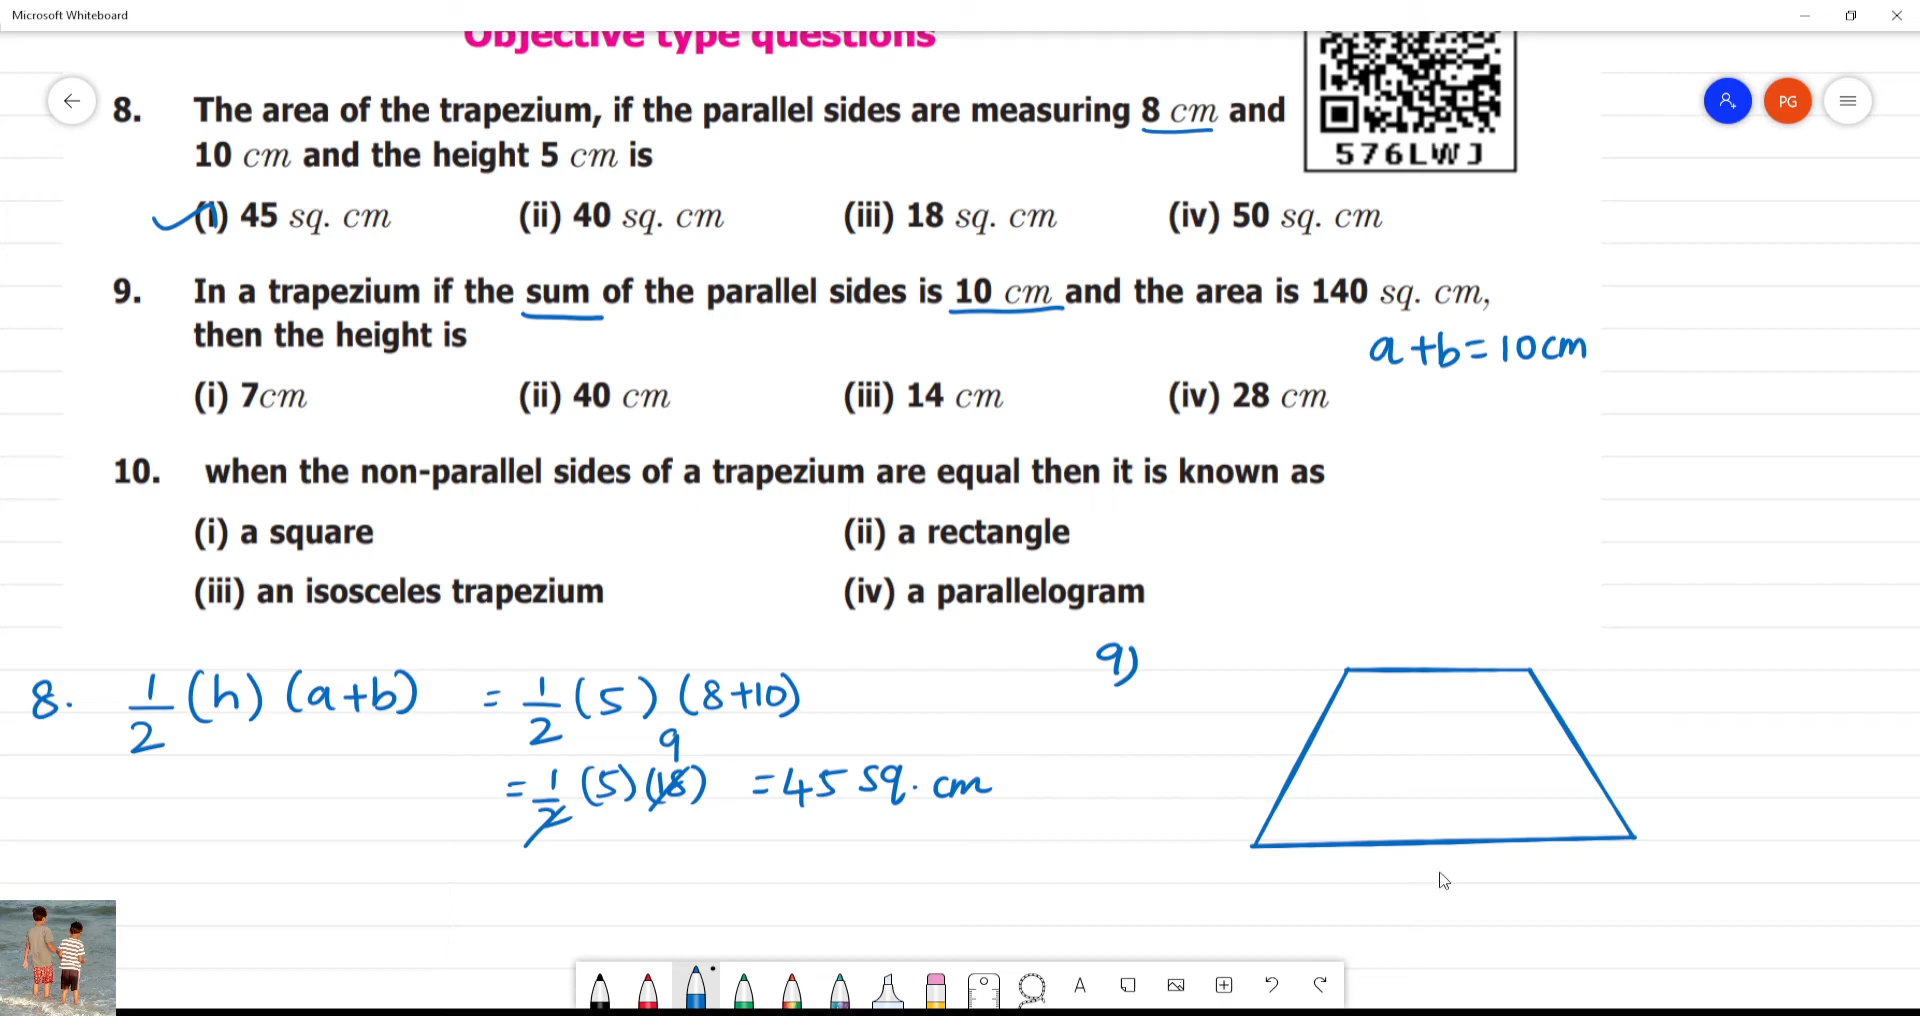 Microsoft Whiteboard
Objective type questions
8. The area of the trapezium, if the parallel sides are measuring 8 cm and
10 cm and the height 5 cm is
576LWJ
(i) 45 sq. cm (ii) 40 sq. cm (iii) 18 sq. cm (iv) 50 sq. cm
PG
9. In a trapezium if the sum of the parallel sides is 10 cm and the area is 140 sq. cm,
then the height is
a+b=10cm
(i) 7cm (ii) 40 cm (iii) 14 cm (iv) 28 cm
10. when the non-parallel sides of a trapezium are equal then it is known as
(i) a square (ii) a rectangle
(iii) an isosceles trapezium (iv) a parallelogram
8. 1/2 (h) (a+b) = 1/2 (5) (8+10)
9
= 1/2 (5) (18) = 45 sq. cm
9)
A